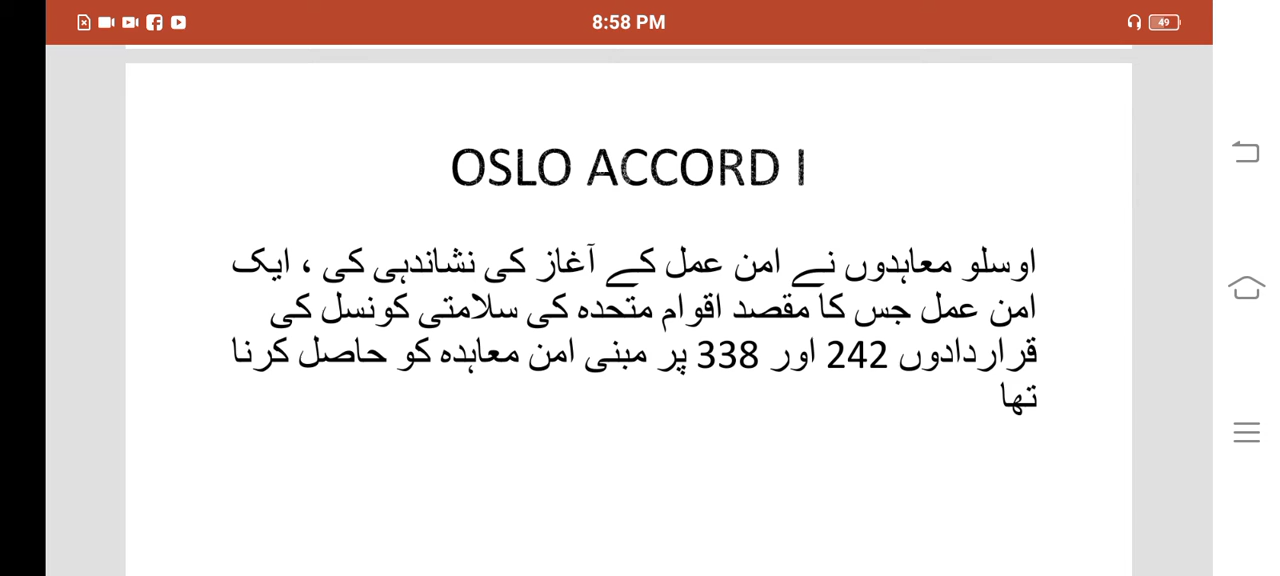 8:58 PM
49
OSLO ACCORD I
اوسلو معاہدوں نے امن عمل کے آغاز کی نشاندہی کی ، ایک
امن عمل جس کا مقصد اقوام متحدہ کی سلامتی کونسل کی
قراردادوں 242 اور 338 پر مبنی امن معاہدہ کو حاصل کرنا
تھا